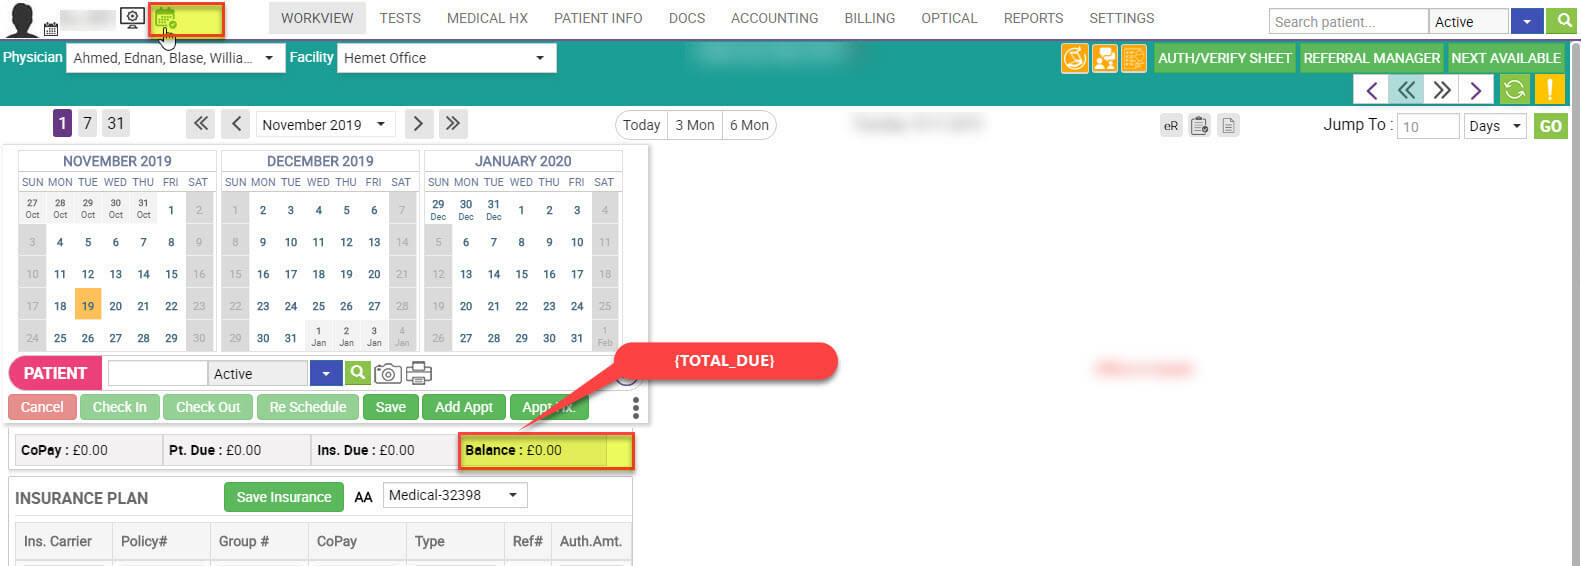 WORKVIEW TESTS MEDICAL HX PATIENT INFO DOCS ACCOUNTING BILLING OPTICAL REPORTS SETTINGS Search patient... Active
Physician Ahmed, Ednan, Blase, Willia... Facility Hemet Office AUTH/VERIFY SHEET REFERRAL MANAGER NEXT AVAILABLE
1 7 31 November 2019 Today 3 Mon 6 Mon eR Jump To : 10 Days GO
NOVEMBER 2019 DECEMBER 2019 JANUARY 2020
SUN MON TUE WED THU FRI SAT SUN MON TUE WED THU FRI SAT SUN MON TUE WED THU FRI SAT
27 28 29 30 31 1 2 1 2 3 4 5 6 7 29 30 31 1 2 3 4
Oct Oct Oct Oct Oct Dec Dec Dec
3 4 5 6 7 8 9 8 9 10 11 12 13 14 5 6 7 8 9 10 11
10 11 12 13 14 15 16 15 16 17 18 19 20 21 12 13 14 15 16 17 18
17 18 19 20 21 22 23 22 23 24 25 26 27 28 19 20 21 22 23 24 25
24 25 26 27 28 29 30 29 30 31 1 2 3 4 26 27 28 29 30 31 1
Jan Jan Jan Jan Feb
{TOTAL_DUE}
PATIENT Active
Cancel Check In Check Out Re Schedule Save Add Appt Appt Hx.
CoPay : £0.00 Pt. Due : £0.00 Ins. Due : £0.00 Balance : £0.00
INSURANCE PLAN Save Insurance AA Medical-32398
Ins. Carrier Policy# Group # CoPay Type Ref# Auth.Amt.